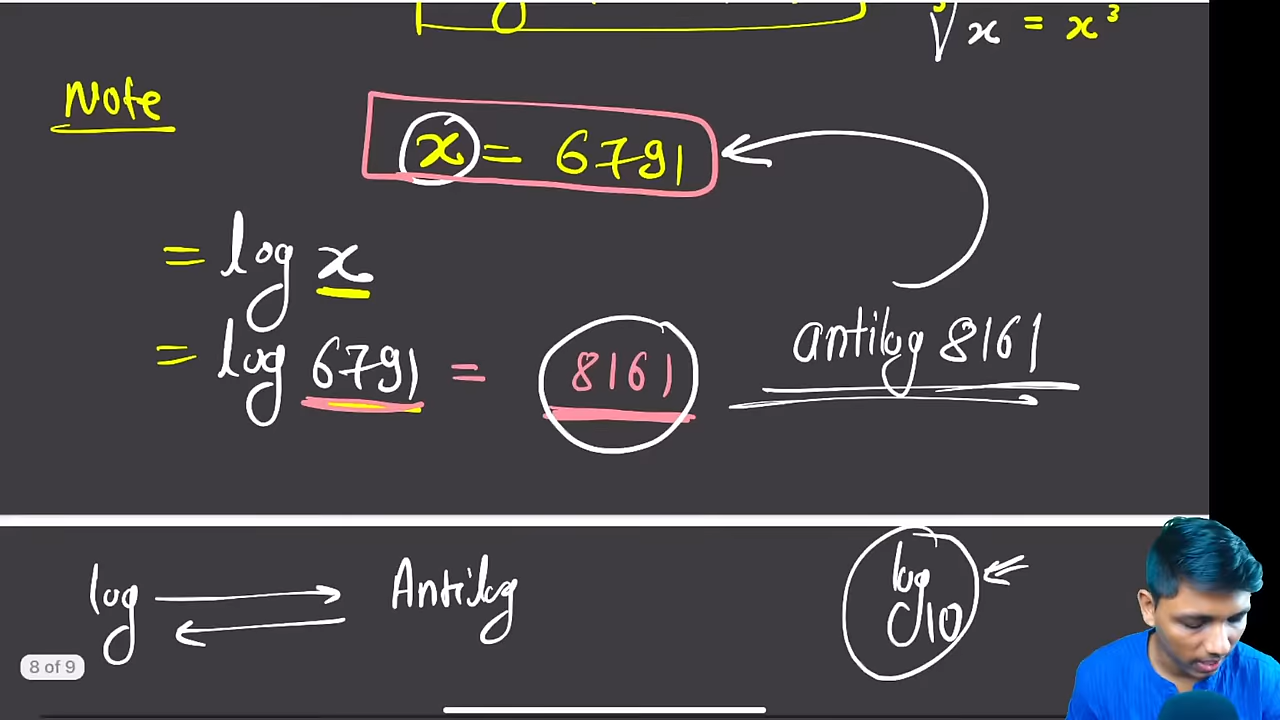 ∛x = x³
Note
x = 6791
= log x
= log 6791 = 8161
antilog 8161
log ⇄ Antilog
log 10
8 of 9